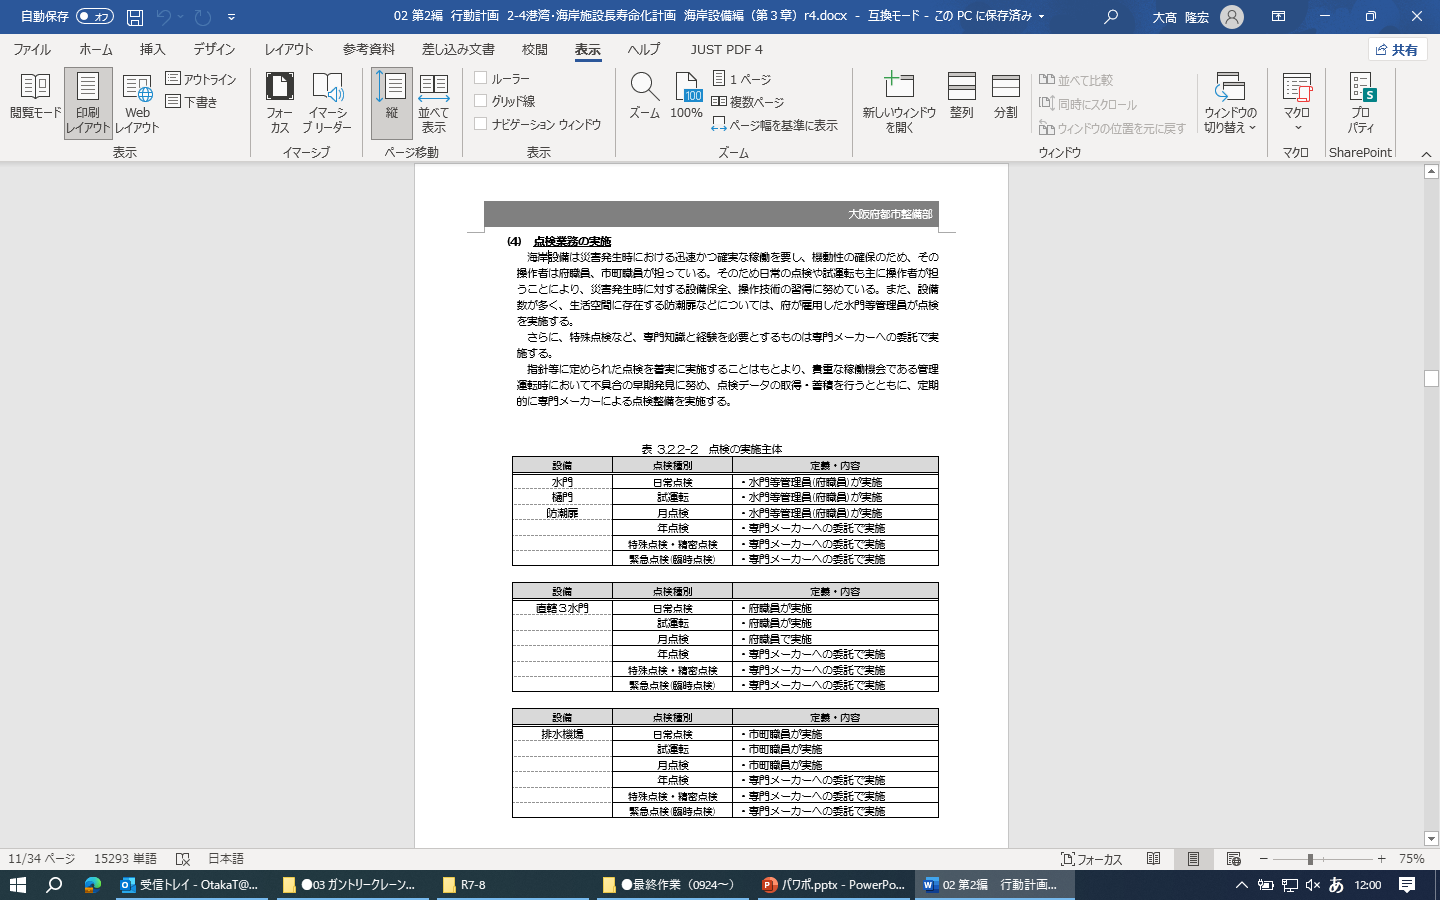 自動保存 オフ 02 第2編 行動計画 2-4港湾・海岸施設長寿命化計画 海岸設備編（第３章）r4.docx - 互換モード - この PC に保存済み 大高 隆宏
ファイル ホーム 挿入 デザイン レイアウト 参考資料 差し込み文書 校閲 表示 ヘルプ JUST PDF 4 共有
閲覧モード
印刷
レイアウト
Web
レイアウト
アウトライン
下書き
表示
フォー
カス
イマーシ
ブ リーダー
イマーシブ
縦
並べて
表示
ページ移動
ルーラー
グリッド線
ナビゲーション ウィンドウ
表示
ズーム
100
100%
1 ページ
複数ページ
ページ幅を基準に表示
ズーム
新しいウィンドウ
を開く
整列
分割
並べて比較
同時にスクロール
ウィンドウの位置を元に戻す
ウィンドウの
切り替え
ウィンドウ
マクロ
マクロ
プロ
パティ
SharePoint
大阪府都市整備部
(4) 点検業務の実施
海岸設備は災害発生時における迅速かつ確実な稼働を要し、機動性の確保のため、その
操作者は府職員、市町職員が担っている。そのため日常の点検や試運転も主に操作者が担
うことにより、災害発生時に対する設備保全、操作技術の習得に努めている。また、設備
数が多く、生活空間に存在する防潮扉などについては、府が雇用した水門等管理員が点検
を実施する。
さらに、特殊点検など、専門知識と経験を必要とするものは専門メーカーへの委託で実
施する。
指針等に定められた点検を着実に実施することはもとより、貴重な稼働機会である管理
運転時において不具合の早期発見に努め、点検データの取得・蓄積を行うとともに、定期
的に専門メーカーによる点検整備を実施する。
表 3.2.2-2 点検の実施主体
設備 点検種別 定義・内容
水門 日常点検 ・水門等管理員(府職員)が実施
樋門 試運転 ・水門等管理員(府職員)が実施
防潮扉 月点検 ・水門等管理員(府職員)が実施
年点検 ・専門メーカーへの委託で実施
特殊点検・精密点検 ・専門メーカーへの委託で実施
緊急点検(臨時点検) ・専門メーカーへの委託で実施
設備 点検種別 定義・内容
直轄３水門 日常点検 ・府職員が実施
試運転 ・府職員が実施
月点検 ・府職員で実施
年点検 ・専門メーカーへの委託で実施
特殊点検・精密点検 ・専門メーカーへの委託で実施
緊急点検(臨時点検) ・専門メーカーへの委託で実施
設備 点検種別 定義・内容
排水機場 日常点検 ・市町職員が実施
試運転 ・市町職員が実施
月点検 ・市町職員が実施
年点検 ・専門メーカーへの委託で実施
特殊点検・精密点検 ・専門メーカーへの委託で実施
緊急点検(臨時点検) ・専門メーカーへの委託で実施
11/34 ページ 15293 単語 日本語 フォーカス 75%
受信トレイ - OtakaT@... ●03 ガントリークレーン... R7-8 ●最終作業（0924～） パワポ.pptx - PowerPo... 02 第2編 行動計画... あ 12:00